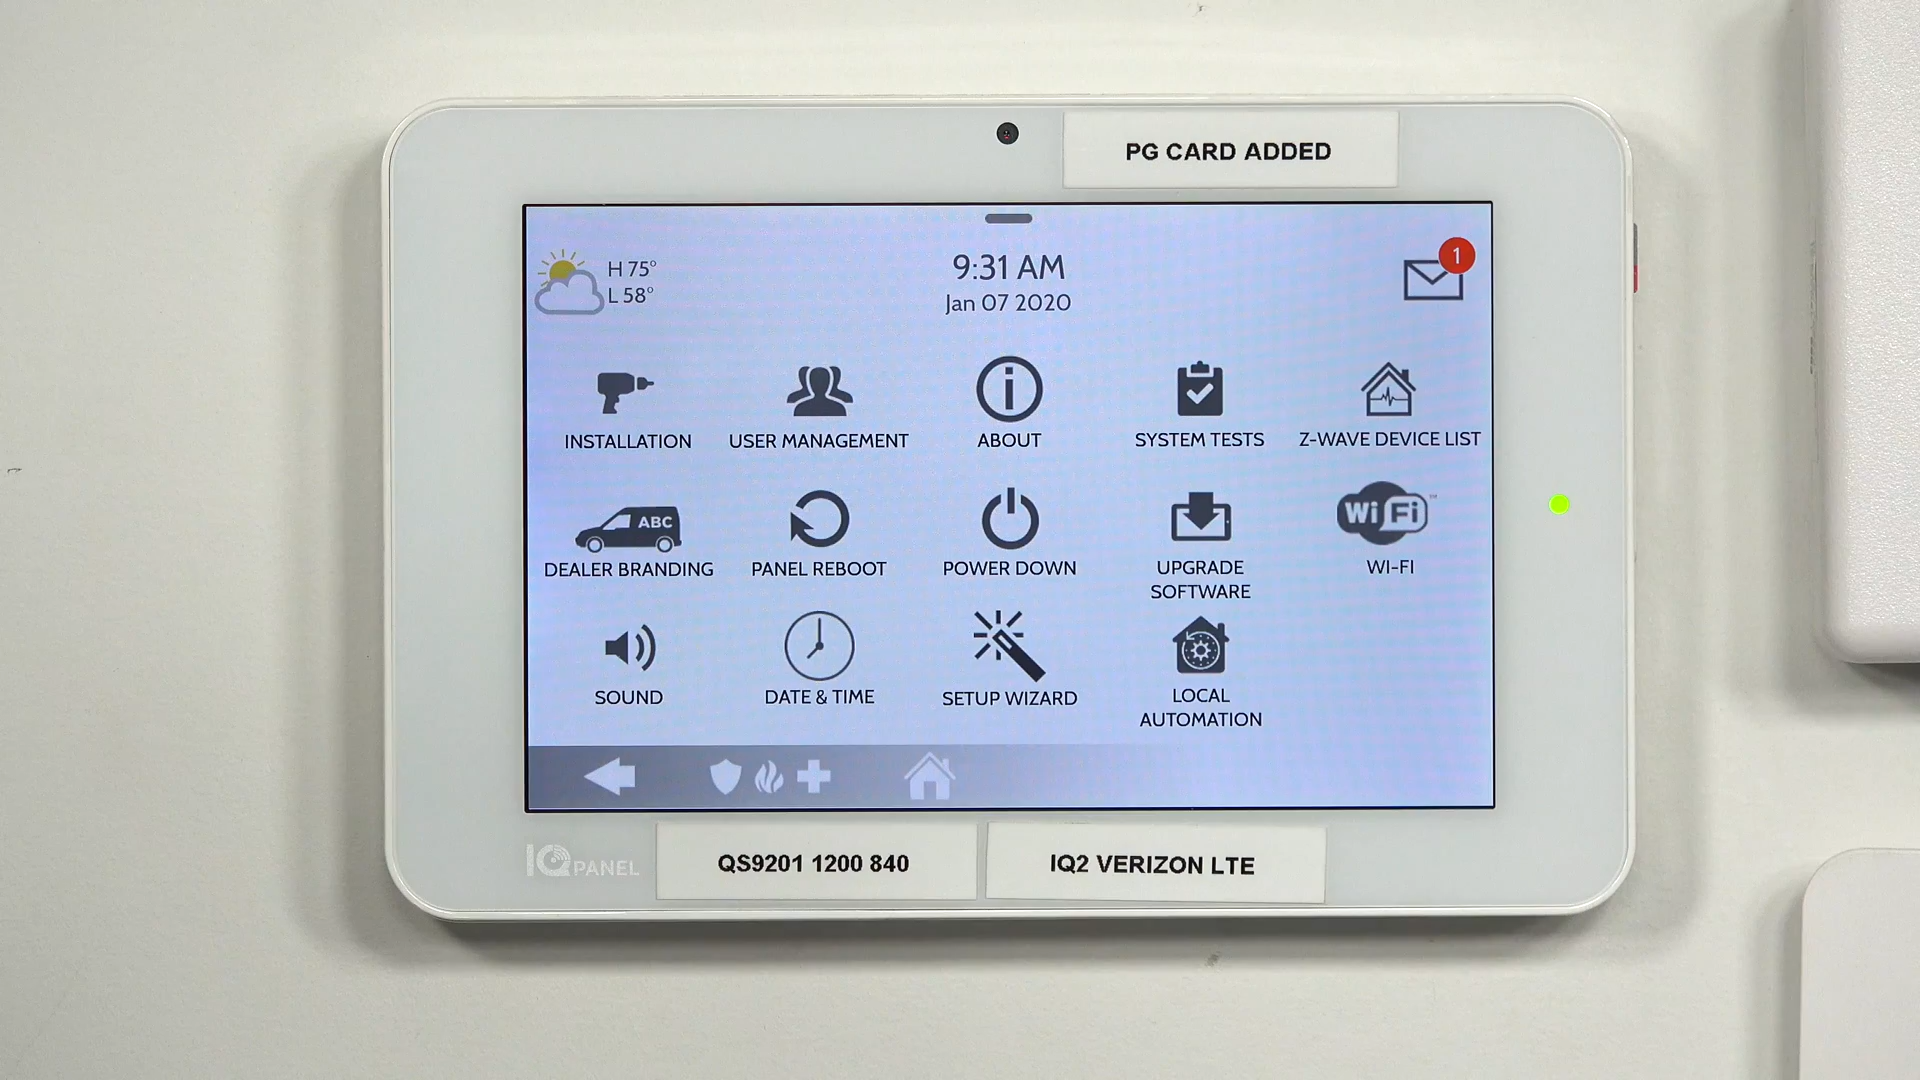 PG CARD ADDED
H 75°
L 58°
9:31 AM
Jan 07 2020
1
INSTALLATION
USER MANAGEMENT
ABOUT
SYSTEM TESTS
Z-WAVE DEVICE LIST
ABC
DEALER BRANDING
PANEL REBOOT
POWER DOWN
UPGRADE
SOFTWARE
Wi Fi™
WI-FI
SOUND
DATE & TIME
SETUP WIZARD
LOCAL
AUTOMATION
IQ PANEL
QS9201 1200 840
IQ2 VERIZON LTE